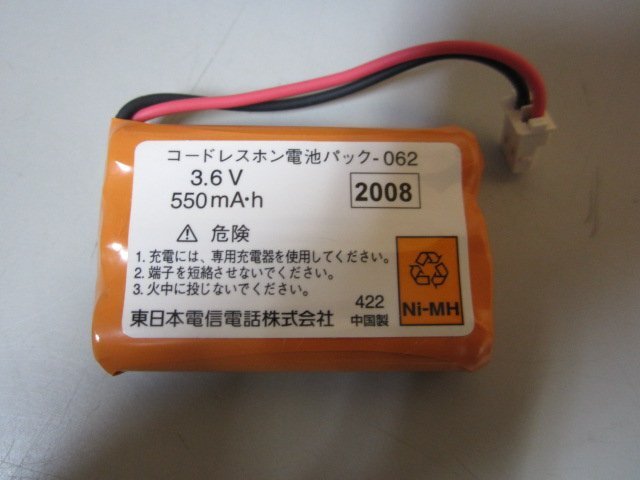 コードレスホン電池パック-062
3.6V
550mA·h
2008
⚠ 危険
1. 充電には、専用充電器を使用してください。
2. 端子を短絡させないでください。
3. 火中に投じないでください。
Ni-MH
東日本電信電話株式会社
422
中国製